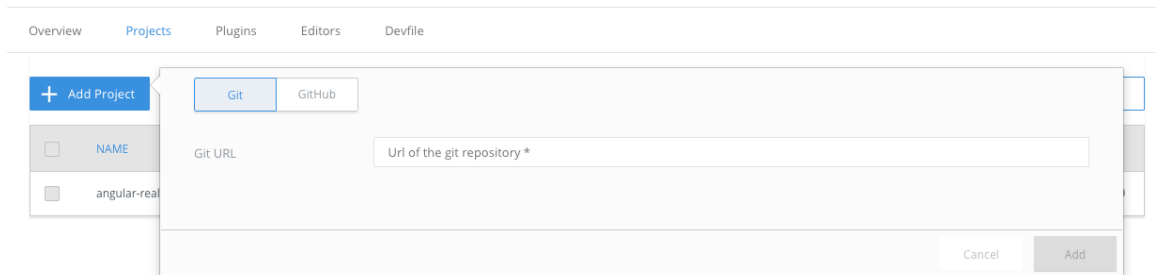 Overview Projects Plugins Editors Devfile
+ Add Project Git GitHub
NAME Git URL Url of the git repository *
angular-real
Cancel Add